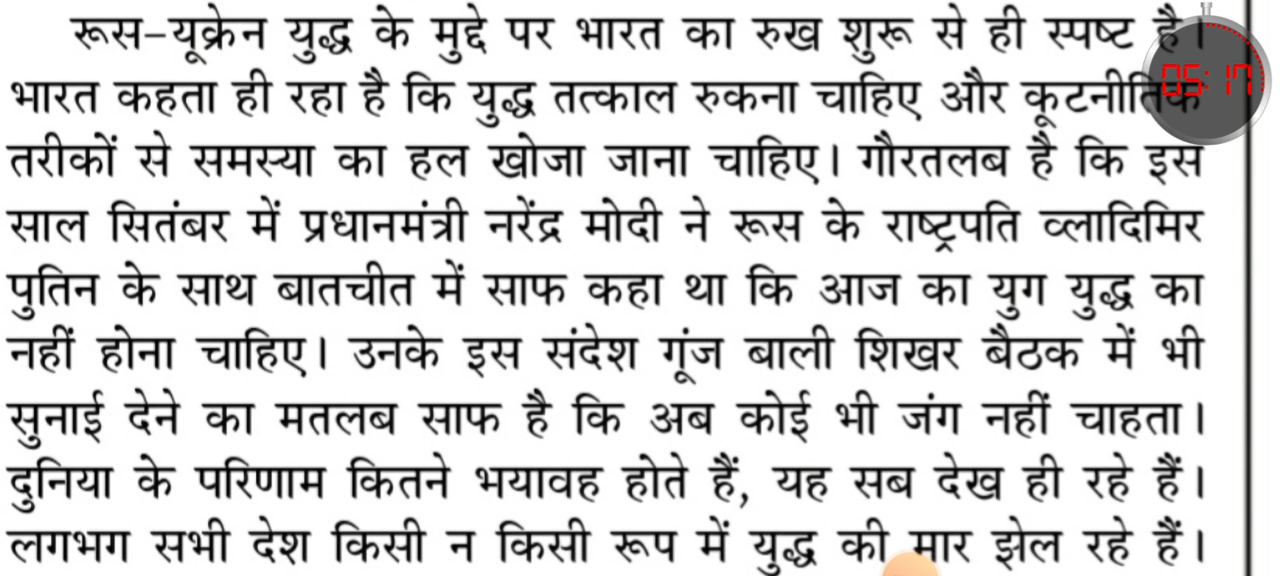 रूस-यूक्रेन युद्ध के मुद्दे पर भारत का रुख शुरू से ही स्पष्ट है।
भारत कहता ही रहा है कि युद्ध तत्काल रुकना चाहिए और कूटनीतिक
तरीकों से समस्या का हल खोजा जाना चाहिए। गौरतलब है कि इस
साल सितंबर में प्रधानमंत्री नरेंद्र मोदी ने रूस के राष्ट्रपति व्लादिमिर
पुतिन के साथ बातचीत में साफ कहा था कि आज का युग युद्ध का
नहीं होना चाहिए। उनके इस संदेश गूंज बाली शिखर बैठक में भी
सुनाई देने का मतलब साफ है कि अब कोई भी जंग नहीं चाहता।
दुनिया के परिणाम कितने भयावह होते हैं, यह सब देख ही रहे हैं।
लगभग सभी देश किसी न किसी रूप में युद्ध की मार झेल रहे हैं।
05:17